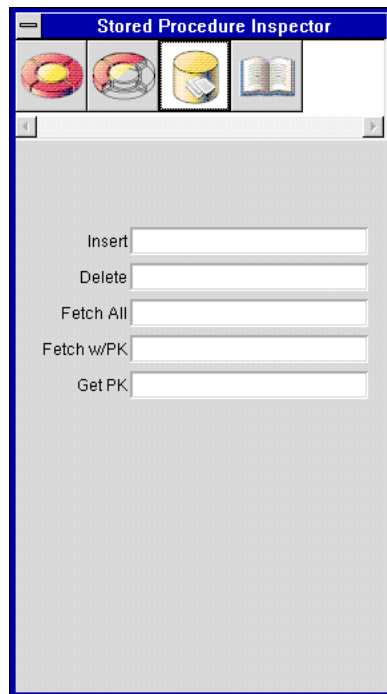 Stored Procedure Inspector
Insert
Delete
Fetch All
Fetch w/PK
Get PK